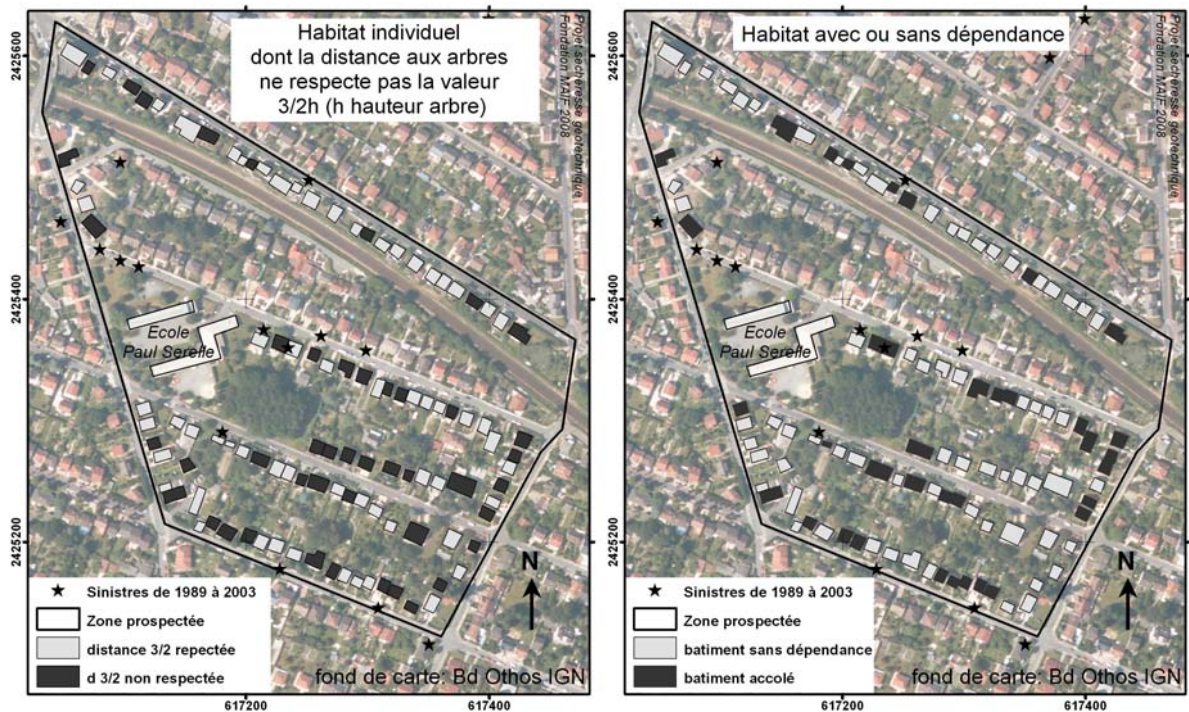 Habitat individuel
dont la distance aux arbres
ne respecte pas la valeur
3/2h (h hauteur arbre)
Projet sécheresse géotechnique
Fondation MAIF 2008
2425600
2425400
2425200
Ecole
Paul Serelle
N
Sinistres de 1989 à 2003
Zone prospectée
distance 3/2 repectée
d 3/2 non respectée
fond de carte: Bd Othos IGN
617200
617400
Habitat avec ou sans dépendance
Projet sécheresse géotechnique
Fondation MAIF 2008
2425600
2425400
2425200
Ecole
Paul Serelle
N
Sinistres de 1989 à 2003
Zone prospectée
batiment sans dépendance
batiment accolé
fond de carte: Bd Othos IGN
617200
617400